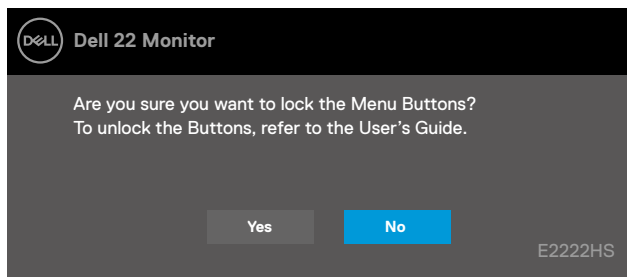 DELL Dell 22 Monitor
Are you sure you want to lock the Menu Buttons?
To unlock the Buttons, refer to the User’s Guide.
Yes No
E2222HS